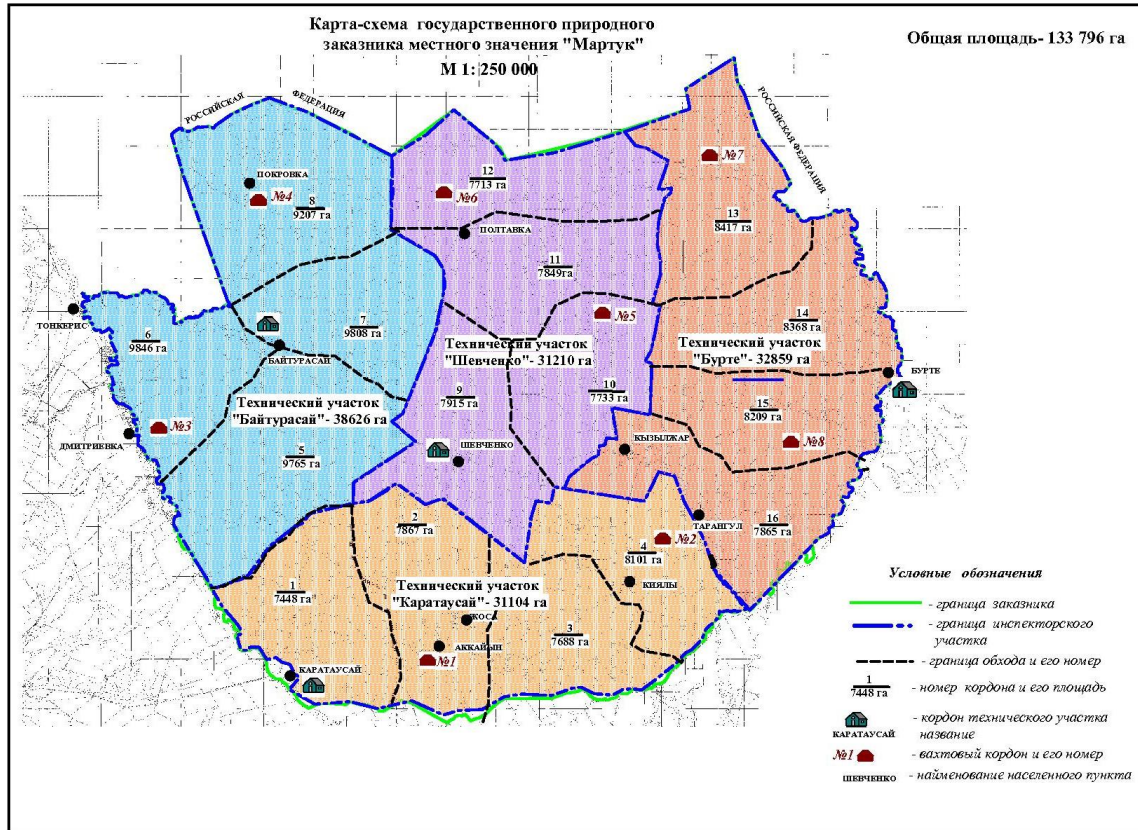 Карта-схема государственного природного
заказника местного значения "Мартук"
М 1: 250 000
Общая площадь- 133 796 га
РОССИЙСКАЯ ФЕДЕРАЦИЯ
РОССИЙСКАЯ ФЕДЕРАЦИЯ
ПОКРОВКА
№4
8
9207 га
12
7713 га
№6
ПОЛТАВКА
№7
13
8417 га
11
7849га
ТОНКЕРИС
6
9846 га
7
9808 га
БАЙТУРАСАЙ
№5
14
8368 га
Технический участок
"Шевченко"- 31210 га
Технический участок
"Бурте"- 32859 га
БУРТЕ
9
7915 га
10
7733 га
15
8209 га
Технический участок
"Байтурасай"- 38626 га
№3
ДМИТРИЕВКА
5
9765 га
ШЕВЧЕНКО
КЫЗЫЛЖАР
№8
2
7867 га
ТАРАНГУЛ
16
7865 га
№2
4
8101 га
КИЯЛЫ
1
7448 га
Технический участок
"Каратаусай"- 31104 га
КОСА
3
7688 га
АККАЙЫН
№1
КАРАТАУСАЙ
Условные обозначения
- граница заказника
- граница инспекторского
участка
- граница обхода и его номер
1
7448 га
- номер кордона и его площадь
КАРАТАУСАЙ
- кордон технического участка
название
№1
- вахтовый кордон и его номер
ШЕВЧЕНКО
- найменование населенного пункта